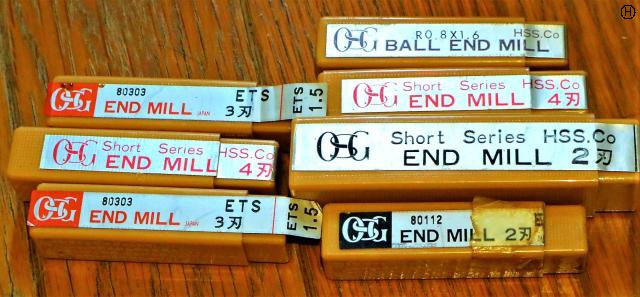 H
OSG
R0.8X1.6 HSS.Co
BALL END MILL
OSG
80303
ETS
END MILL
JAPAN
3刃
ETS
1.5
OSG
Short Series HSS.Co
END MILL 4刃
OSG
Short Series HSS.Co
END MILL 4刃
OSG
Short Series HSS.Co
END MILL 2刃
OSG
80303
ETS
END MILL
JAPAN
3刃
ETS
1.5
OSG
80112
END MILL 2刃
E